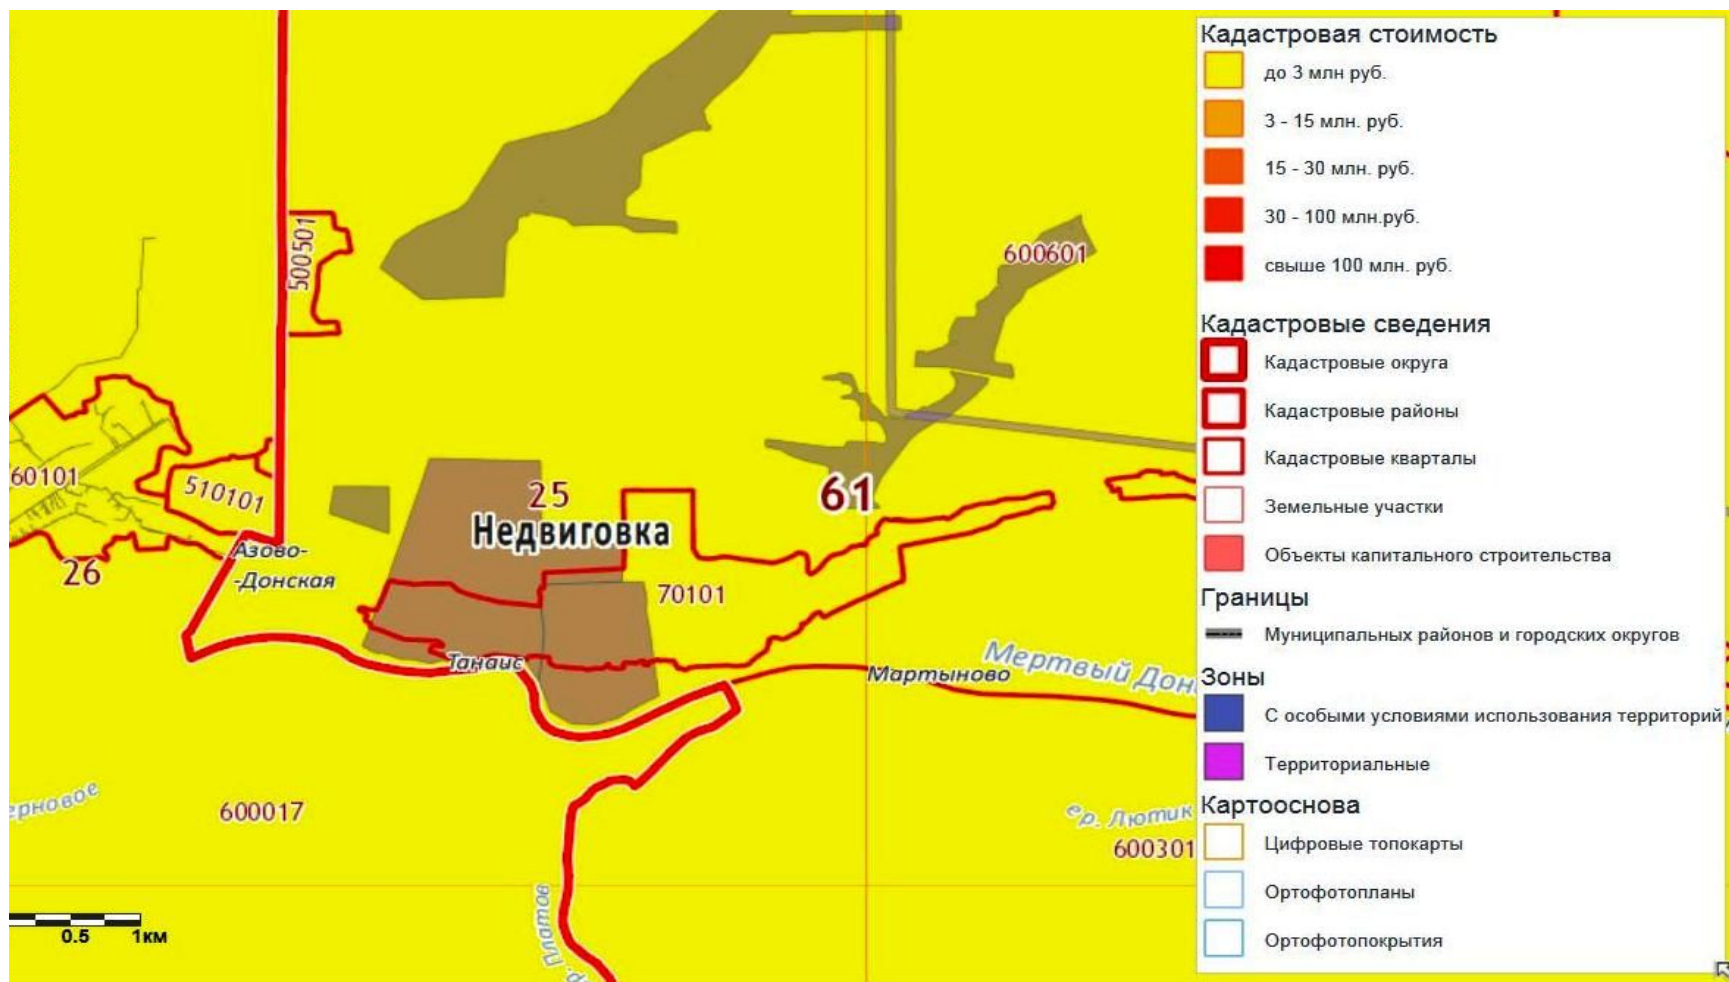 500501
600601
60101
510101
25
61
Недвиговка
Азово-
-Донская
26
70101
Танаис
Мартыново
Мертвый Дон
ерновое
600017
ер. Лютик
600301
р. Платов
0.5 1км
Кадастровая стоимость
до 3 млн руб.
3 - 15 млн. руб.
15 - 30 млн. руб.
30 - 100 млн.руб.
свыше 100 млн. руб.
Кадастровые сведения
Кадастровые округа
Кадастровые районы
Кадастровые кварталы
Земельные участки
Объекты капитального строительства
Границы
Муниципальных районов и городских округов
Зоны
С особыми условиями использования территорий
Территориальные
Картооснова
Цифровые топокарты
Ортофотопланы
Ортофотопокрытия